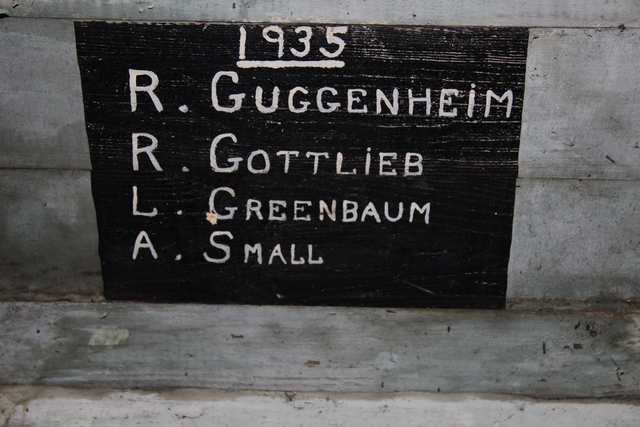 1935
R. GUGGENHEiM
R. GOTTLiEB
L. GREENBAUM
A. SMALL